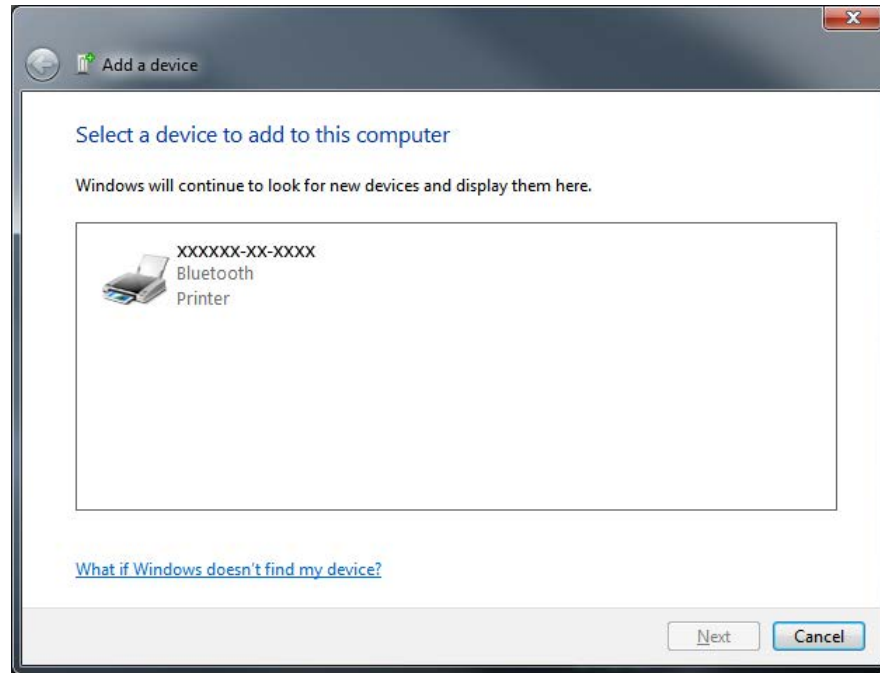 Add a device
Select a device to add to this computer
Windows will continue to look for new devices and display them here.
XXXXXX-XX-XXXX
Bluetooth
Printer
What if Windows doesn't find my device?
Next
Cancel